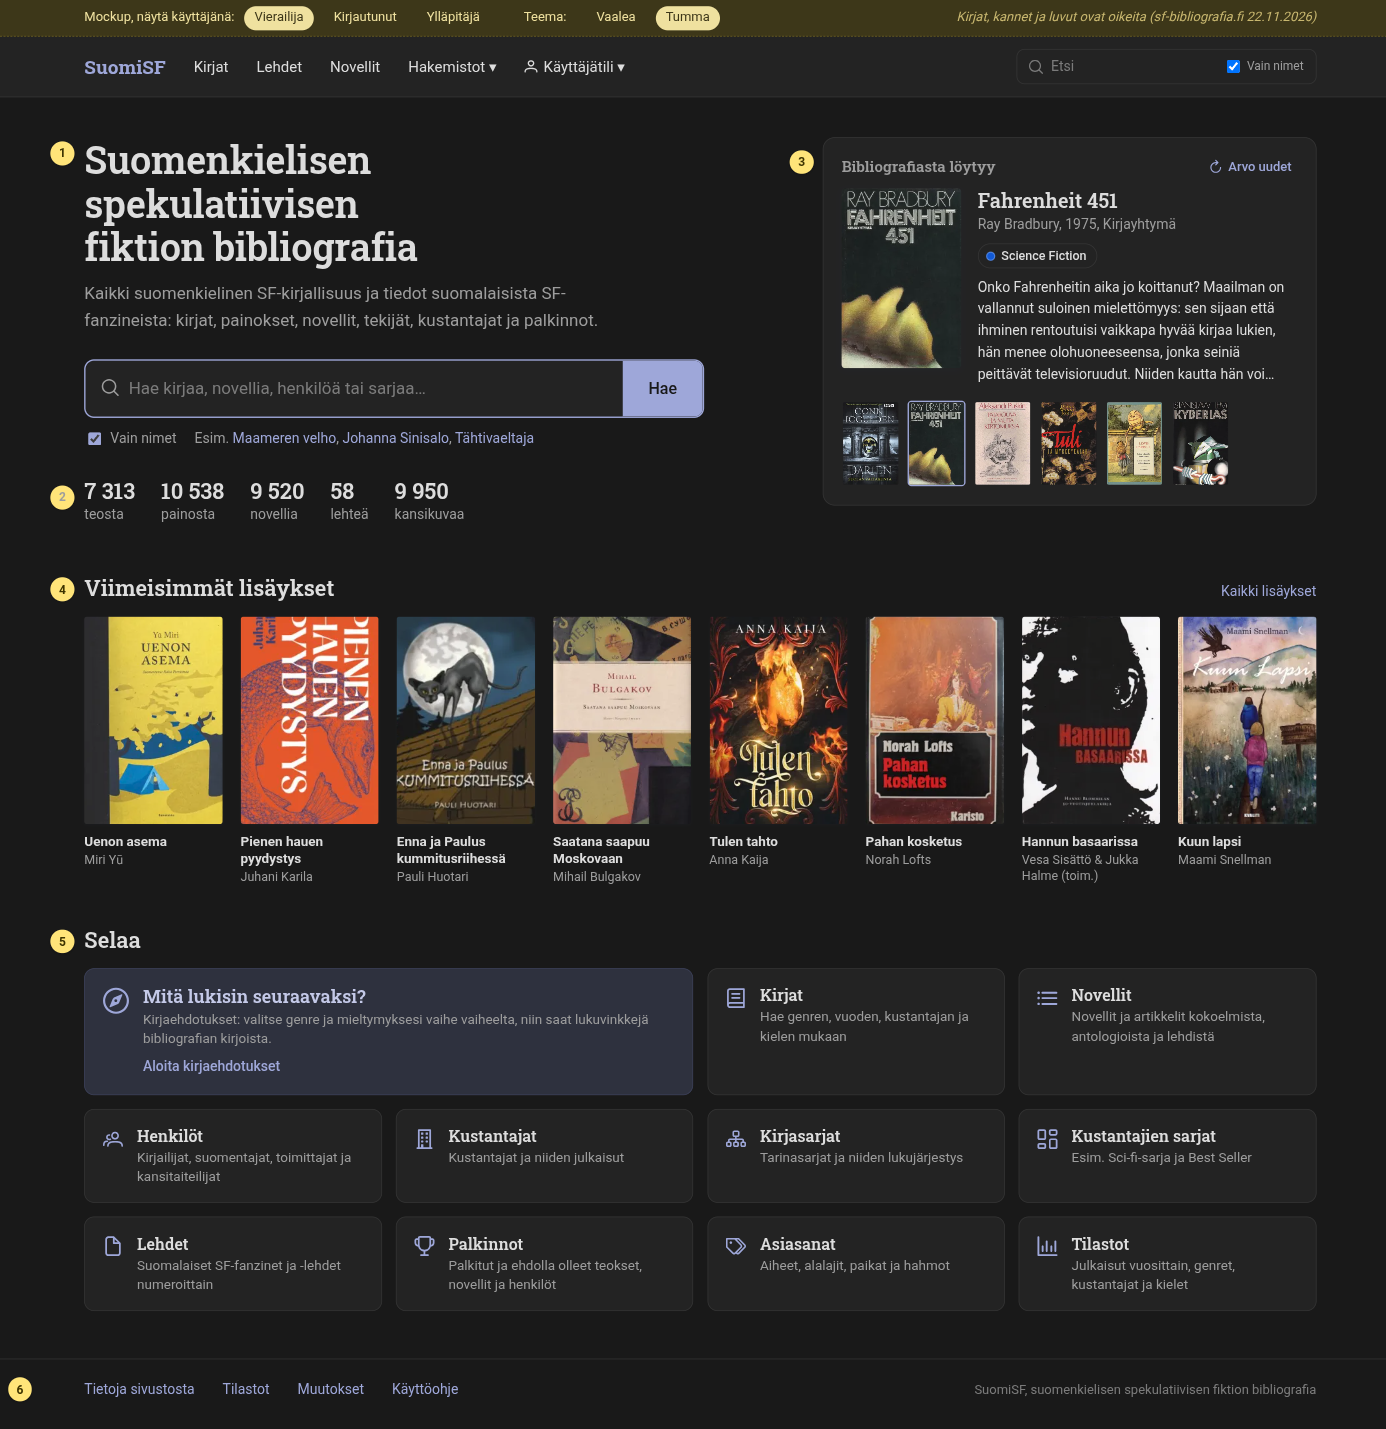 Mockup, näytä käyttäjänä: Vierailija Kirjautunut Ylläpitäjä Teema: Vaalea Tumma Kirjat, kannet ja luvut ovat oikeita (sf-bibliografia.fi 22.11.2026)
SuomiSF Kirjat Lehdet Novellit Hakemistot ▾ Käyttäjätili ▾ Etsi Vain nimet
1
Suomenkielisen
spekulatiivisen
fiktion bibliografia
Kaikki suomenkielinen SF-kirjallisuus ja tiedot suomalaisista SF-
fanzineista: kirjat, painokset, novellit, tekijät, kustantajat ja palkinnot.
Hae kirjaa, novellia, henkilöä tai sarjaa... Hae
Vain nimet Esim. Maameren velho, Johanna Sinisalo, Tähtivaeltaja
2
7 313 10 538 9 520 58 9 950
teosta painosta novellia lehteä kansikuvaa
3
Bibliografiasta löytyy Arvo uudet
RAY BRADBURY
FAHRENHEIT
451
Fahrenheit 451
Ray Bradbury, 1975, Kirjayhtymä
Science Fiction
Onko Fahrenheitin aika jo koittanut? Maailman on
vallannut suloinen mielettömyys: sen sijaan että
ihminen rentoutuisi vaikkapa hyvää kirjaa lukien,
hän menee olohuoneeseensa, jonka seiniä
peittävät televisioruudut. Niiden kautta hän voi...
CONN
IGGULDEN
DARIEN
RAY BRADBURY
FAHRENHEIT
451
Tuli
KYBERIAS
4
Viimeisimmät lisäykset Kaikki lisäykset
Yū Miri
UENON
ASEMA
PIENEN
HAUEN
PYYDYSTYS
Enna ja Paulus
KUMMITUSRIIHESSÄ
PAULI HUOTARI
MIHAIL
BULGAKOV
SAATANA SAAPUU MOSKOVAAN
ANNA KAIJA
Tulen
tahto
Norah Lofts
Pahan
kosketus
Karisto
Hannun
BASAARISSA
Maami Snellman
Kuun Lapsi
Uenon asema
Miri Yū
Pienen hauen
pyydystys
Juhani Karila
Enna ja Paulus
kummitusriihessä
Pauli Huotari
Saatana saapuu
Moskovaan
Mihail Bulgakov
Tulen tahto
Anna Kaija
Pahan kosketus
Norah Lofts
Hannun basaarissa
Vesa Sisättö & Jukka
Halme (toim.)
Kuun lapsi
Maami Snellman
5
Selaa
Mitä lukisin seuraavaksi?
Kirjaehdotukset: valitse genre ja mieltymyksesi vaihe vaiheelta, niin saat lukuvinkkejä
bibliografian kirjoista.
Aloita kirjaehdotukset
Kirjat
Hae genren, vuoden, kustantajan ja
kielen mukaan
Novellit
Novellit ja artikkelit kokoelmista,
antologioista ja lehdistä
Henkilöt
Kirjailijat, suomentajat, toimittajat ja
kansitaiteilijat
Kustantajat
Kustantajat ja niiden julkaisut
Kirjasarjat
Tarinasarjat ja niiden lukujärjestys
Kustantajien sarjat
Esim. Sci-fi-sarja ja Best Seller
Lehdet
Suomalaiset SF-fanzinet ja -lehdet
numeroittain
Palkinnot
Palkitut ja ehdolla olleet teokset,
novellit ja henkilöt
Asiasanat
Aiheet, alalajit, paikat ja hahmot
Tilastot
Julkaisut vuosittain, genret,
kustantajat ja kielet
6
Tietoja sivustosta Tilastot Muutokset Käyttöohje SuomiSF, suomenkielisen spekulatiivisen fiktion bibliografia